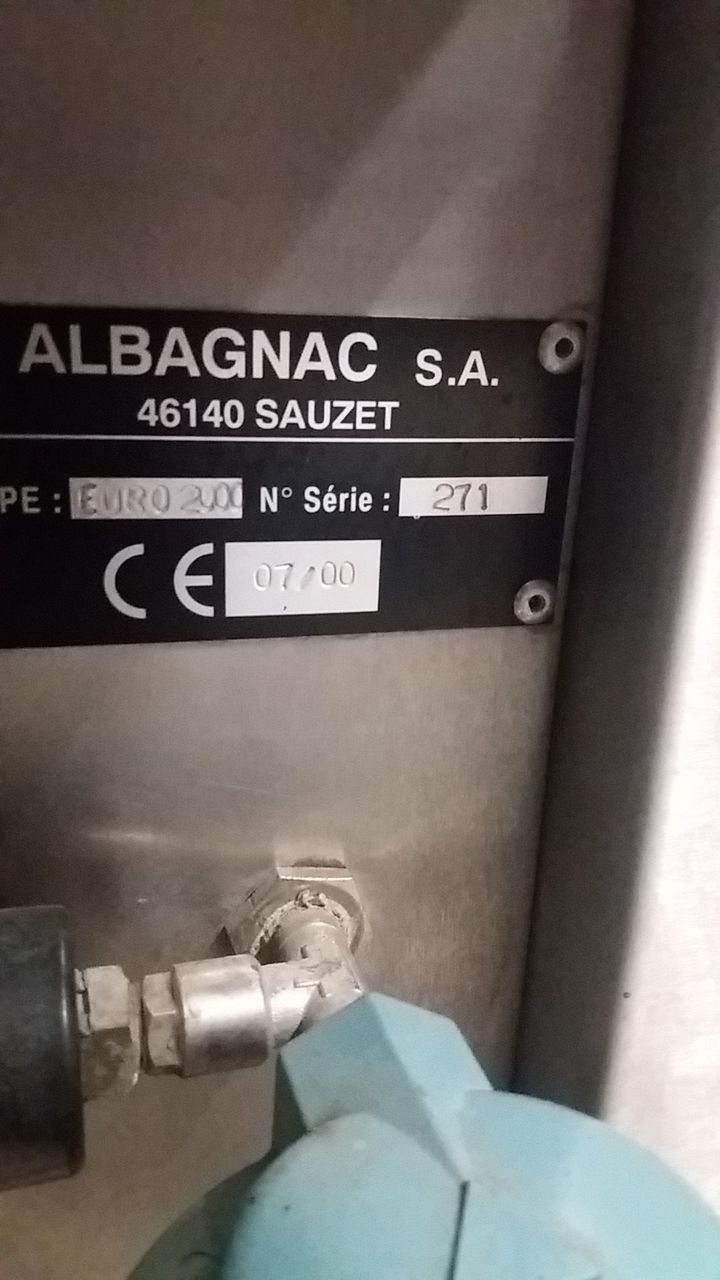 ALBAGNAC S.A.
46140 SAUZET
PE : EURO 2000 N° Série : 271
CE 07/00